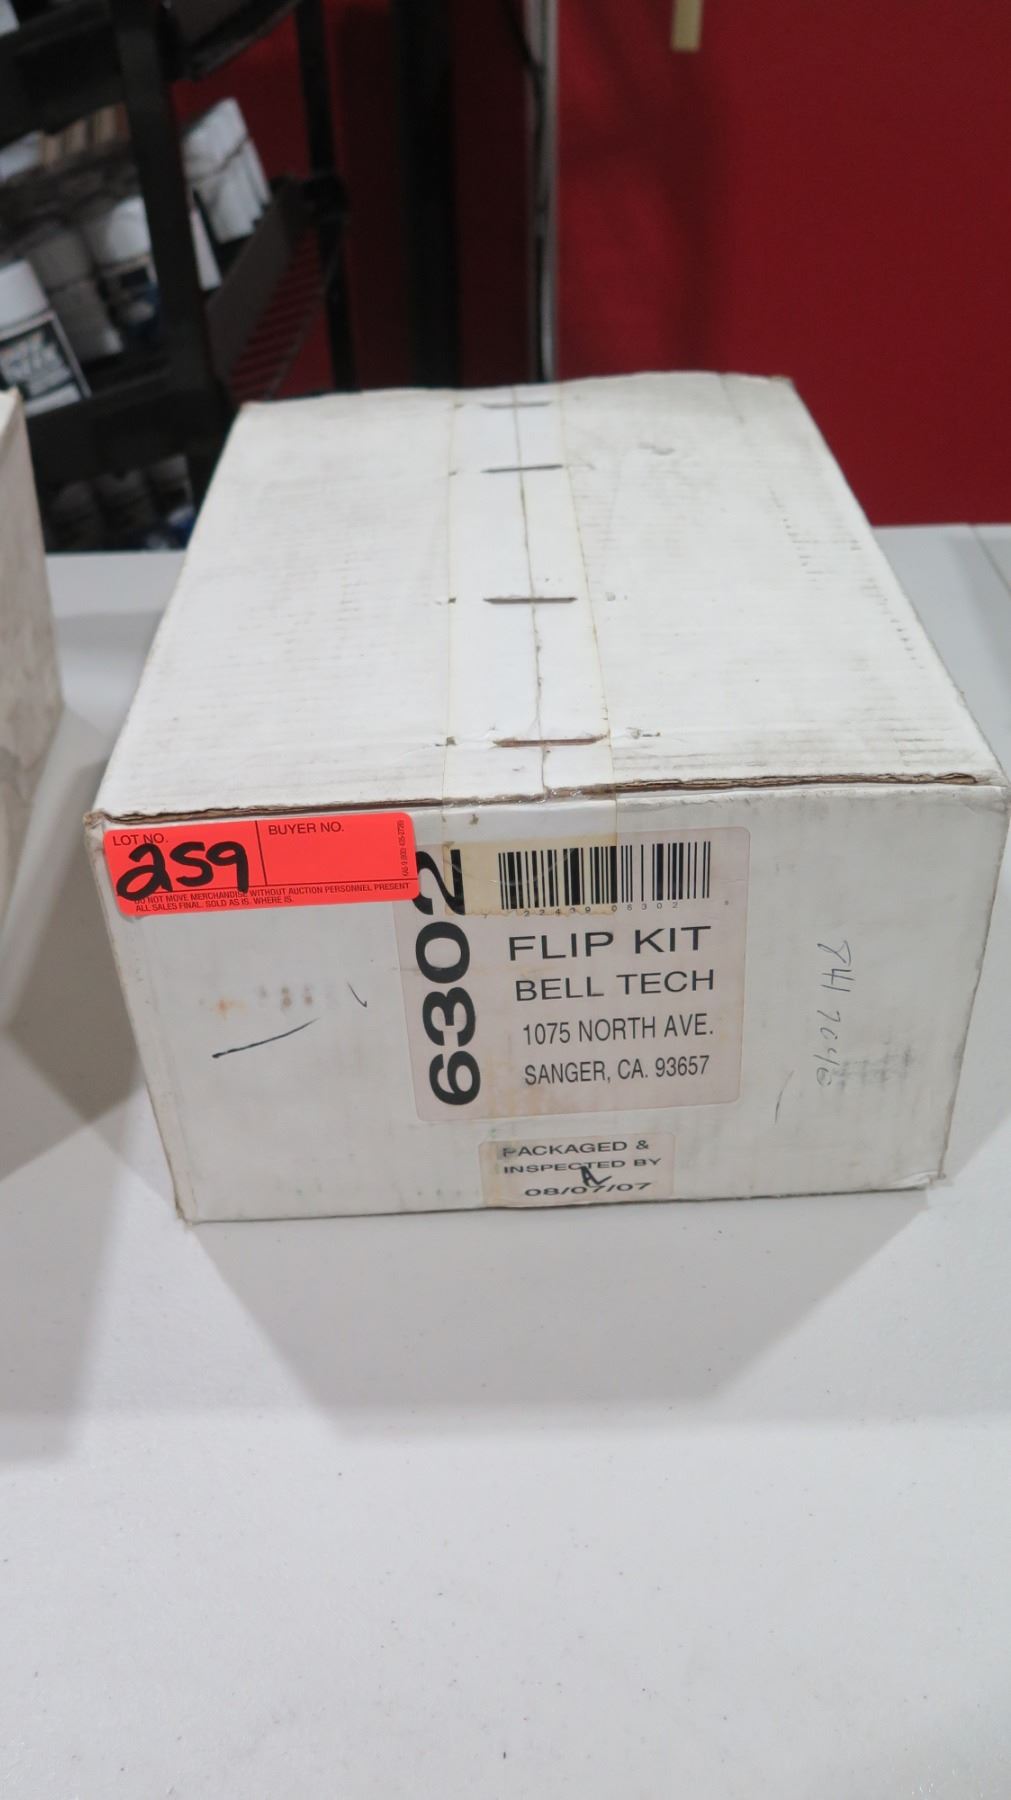 LOT NO.
BUYER NO.
259
DO NOT MOVE MERCHANDISE WITHOUT AUCTION PERSONNEL PRESENT
ALL SALES FINAL. SOLD AS IS. WHERE IS.
6302
22409 06302
FLIP KIT
BELL TECH
1075 NORTH AVE.
SANGER, CA. 93657
PACKAGED &
INSPECTED BY
08/07/07